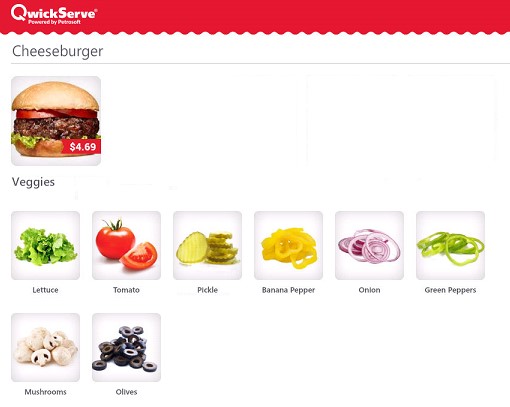 QwickServe®
Powered by Petrosoft
Cheeseburger
$4.69
Veggies
Lettuce
Tomato
Pickle
Banana Pepper
Onion
Green Peppers
Mushrooms
Olives